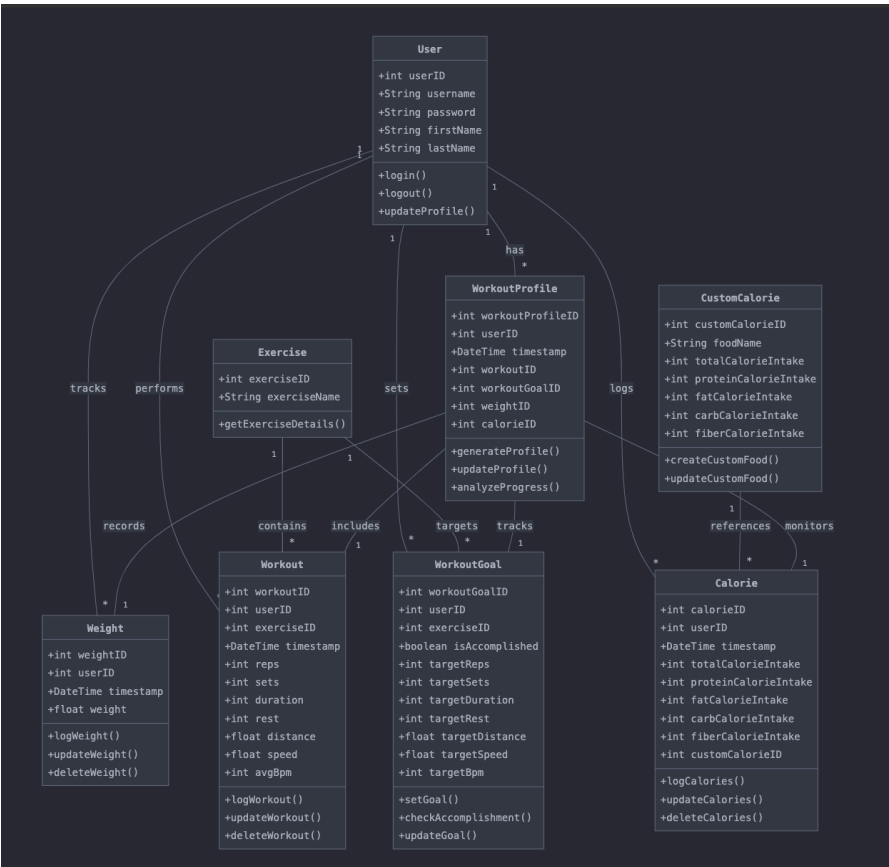 User
+int userID
+String username
+String password
+String firstName
+String lastName
+login()
+logout()
+updateProfile()
1
1
1
1
1
has
*
WorkoutProfile
+int workoutProfileID
+int userID
+DateTime timestamp
+int workoutID
+int workoutGoalID
+int weightID
+int calorieID
+generateProfile()
+updateProfile()
+analyzeProgress()
CustomCalorie
+int customCalorieID
+String foodName
+int totalCalorieIntake
+int proteinCalorieIntake
+int fatCalorieIntake
+int carbCalorieIntake
+int fiberCalorieIntake
+createCustomFood()
+updateCustomFood()
Exercise
+int exerciseID
+String exerciseName
+getExerciseDetails()
tracks
performs
sets
logs
1
1
1
records
contains
includes
targets
tracks
references
monitors
*
1
*
*
1
*
*
1
*
1
Weight
+int weightID
+int userID
+DateTime timestamp
+float weight
+logWeight()
+updateWeight()
+deleteWeight()
*
Workout
+int workoutID
+int userID
+int exerciseID
+DateTime timestamp
+int reps
+int sets
+int duration
+int rest
+float distance
+float speed
+int avgBpm
+logWorkout()
+updateWorkout()
+deleteWorkout()
WorkoutGoal
+int workoutGoalID
+int userID
+int exerciseID
+boolean isAccomplished
+int targetReps
+int targetSets
+int targetDuration
+int targetRest
+float targetDistance
+float targetSpeed
+int targetBpm
+setGoal()
+checkAccomplishment()
+updateGoal()
Calorie
+int calorieID
+int userID
+DateTime timestamp
+int totalCalorieIntake
+int proteinCalorieIntake
+int fatCalorieIntake
+int carbCalorieIntake
+int fiberCalorieIntake
+int customCalorieID
+logCalories()
+updateCalories()
+deleteCalories()